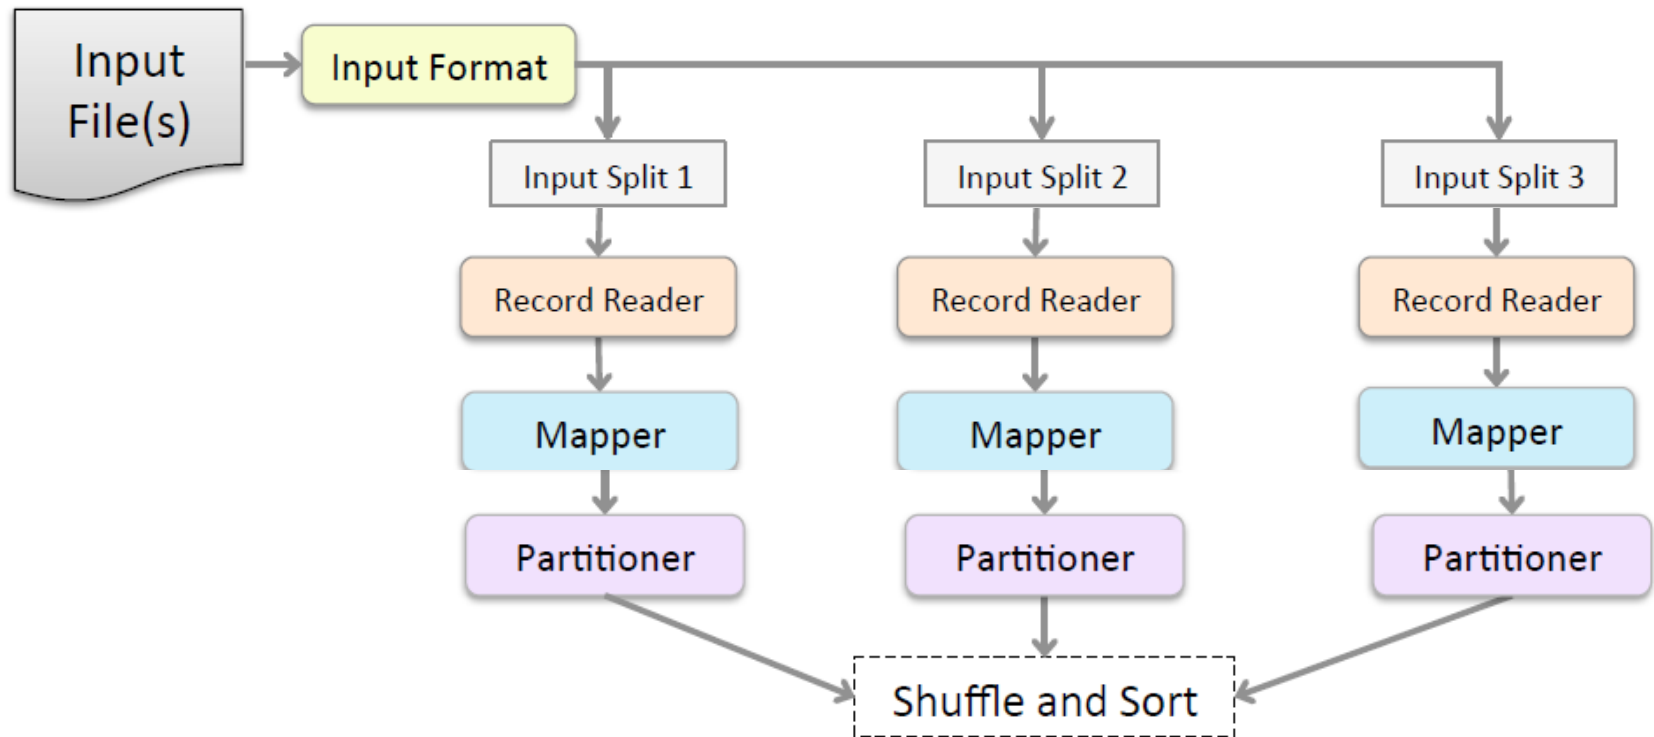 Input
File(s)
Input Format
Input Split 1
Input Split 2
Input Split 3
Record Reader
Record Reader
Record Reader
Mapper
Mapper
Mapper
Partitioner
Partitioner
Partitioner
Shuffle and Sort